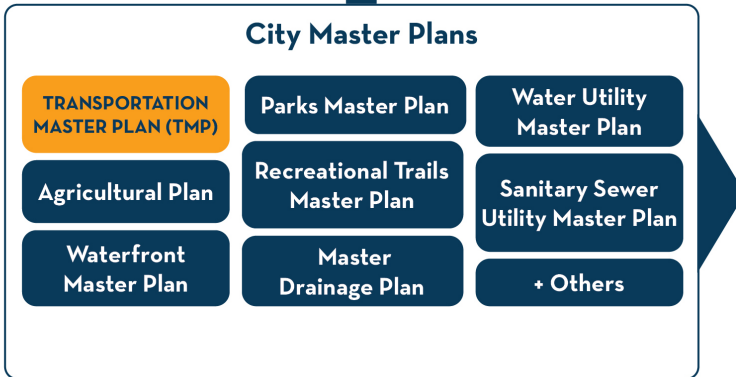 City Master Plans
TRANSPORTATION
MASTER PLAN (TMP)
Agricultural Plan
Waterfront
Master Plan
Parks Master Plan
Recreational Trails
Master Plan
Master
Drainage Plan
Water Utility
Master Plan
Sanitary Sewer
Utility Master Plan
+ Others